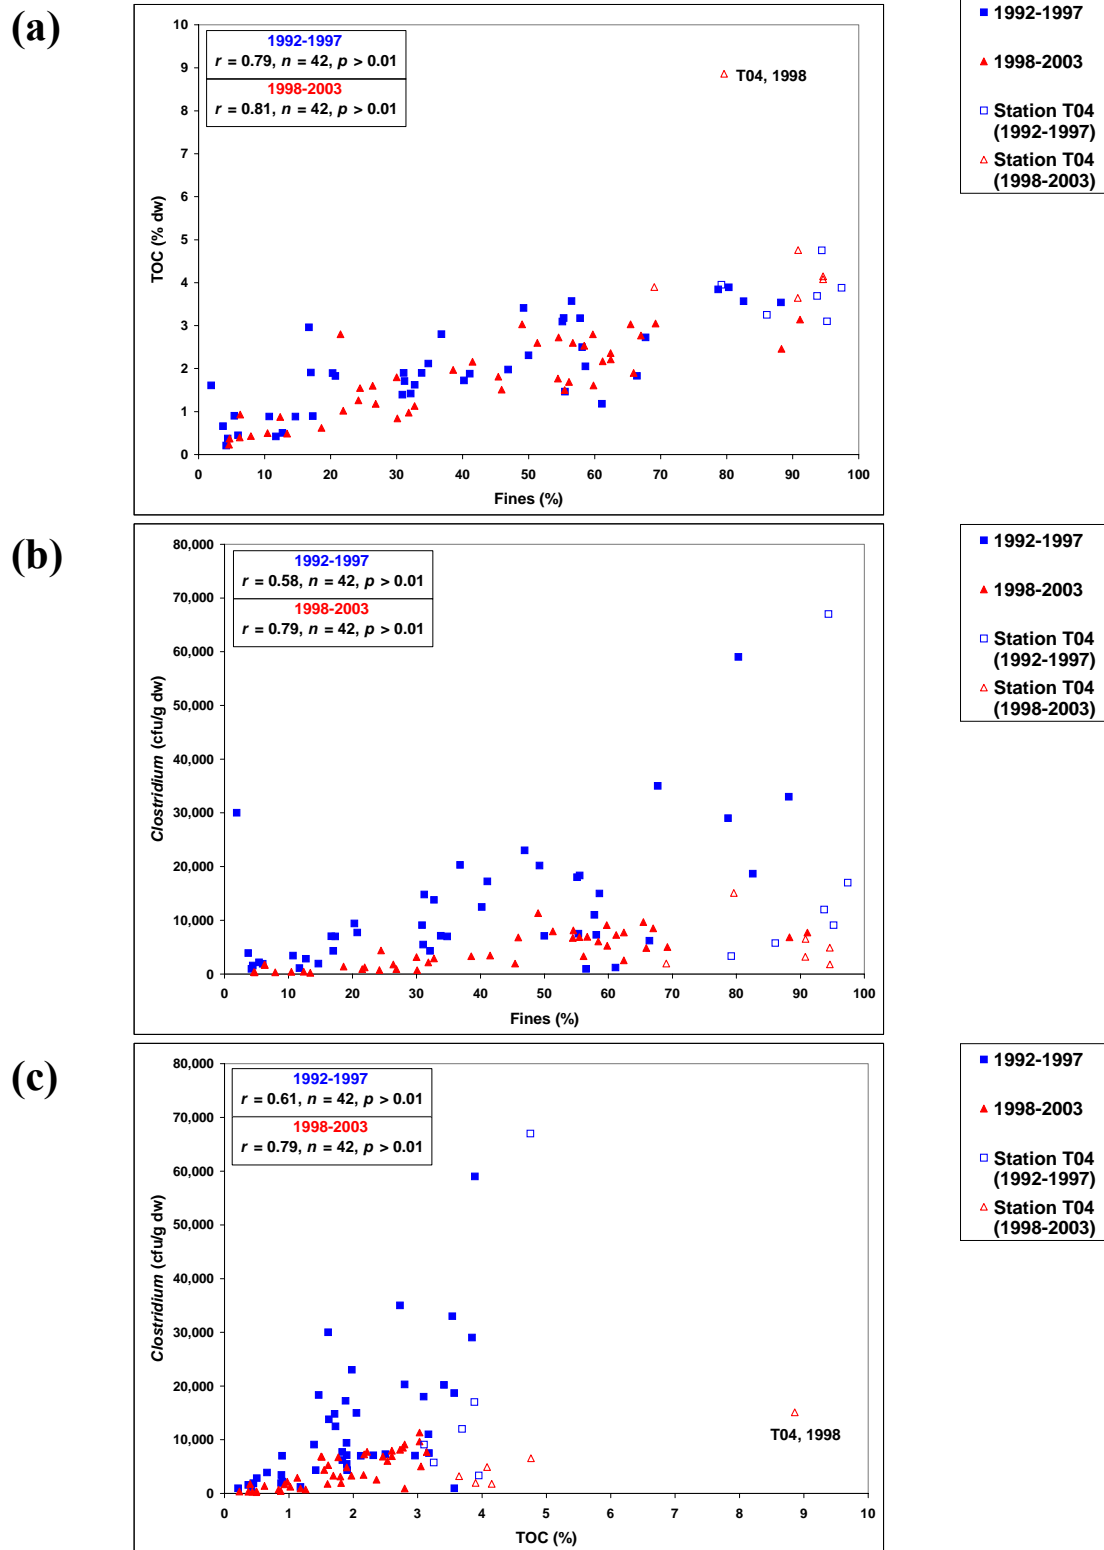 (a)
10
9
8
7
6
5
4
3
2
1
0
TOC (% dw)
1992-1997
r = 0.79, n = 42, p > 0.01
1998-2003
r = 0.81, n = 42, p > 0.01
T04, 1998
0 10 20 30 40 50 60 70 80 90 100
Fines (%)
1992-1997
1998-2003
Station T04
(1992-1997)
Station T04
(1998-2003)
(b)
80,000
70,000
60,000
50,000
40,000
30,000
20,000
10,000
0
Clostridium (cfu/g dw)
1992-1997
r = 0.58, n = 42, p > 0.01
1998-2003
r = 0.79, n = 42, p > 0.01
0 10 20 30 40 50 60 70 80 90 100
Fines (%)
1992-1997
1998-2003
Station T04
(1992-1997)
Station T04
(1998-2003)
(c)
80,000
70,000
60,000
50,000
40,000
30,000
20,000
10,000
0
Clostridium (cfu/g dw)
1992-1997
r = 0.61, n = 42, p > 0.01
1998-2003
r = 0.79, n = 42, p > 0.01
T04, 1998
0 1 2 3 4 5 6 7 8 9 10
TOC (%)
1992-1997
1998-2003
Station T04
(1992-1997)
Station T04
(1998-2003)